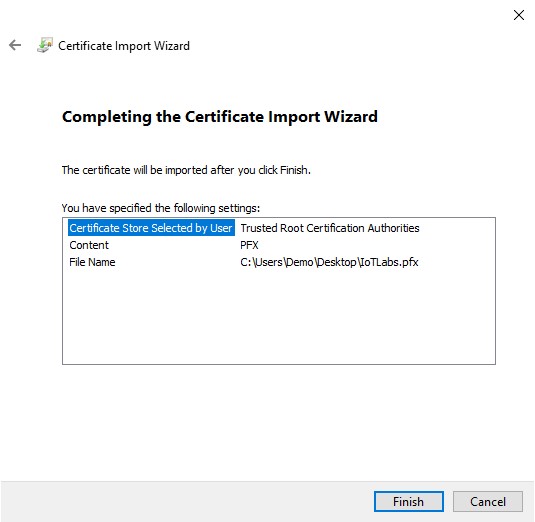 Certificate Import Wizard
Completing the Certificate Import Wizard
The certificate will be imported after you click Finish.
You have specified the following settings:
Certificate Store Selected by User Trusted Root Certification Authorities
Content PFX
File Name C:\Users\Demo\Desktop\IoTLabs.pfx
Finish Cancel